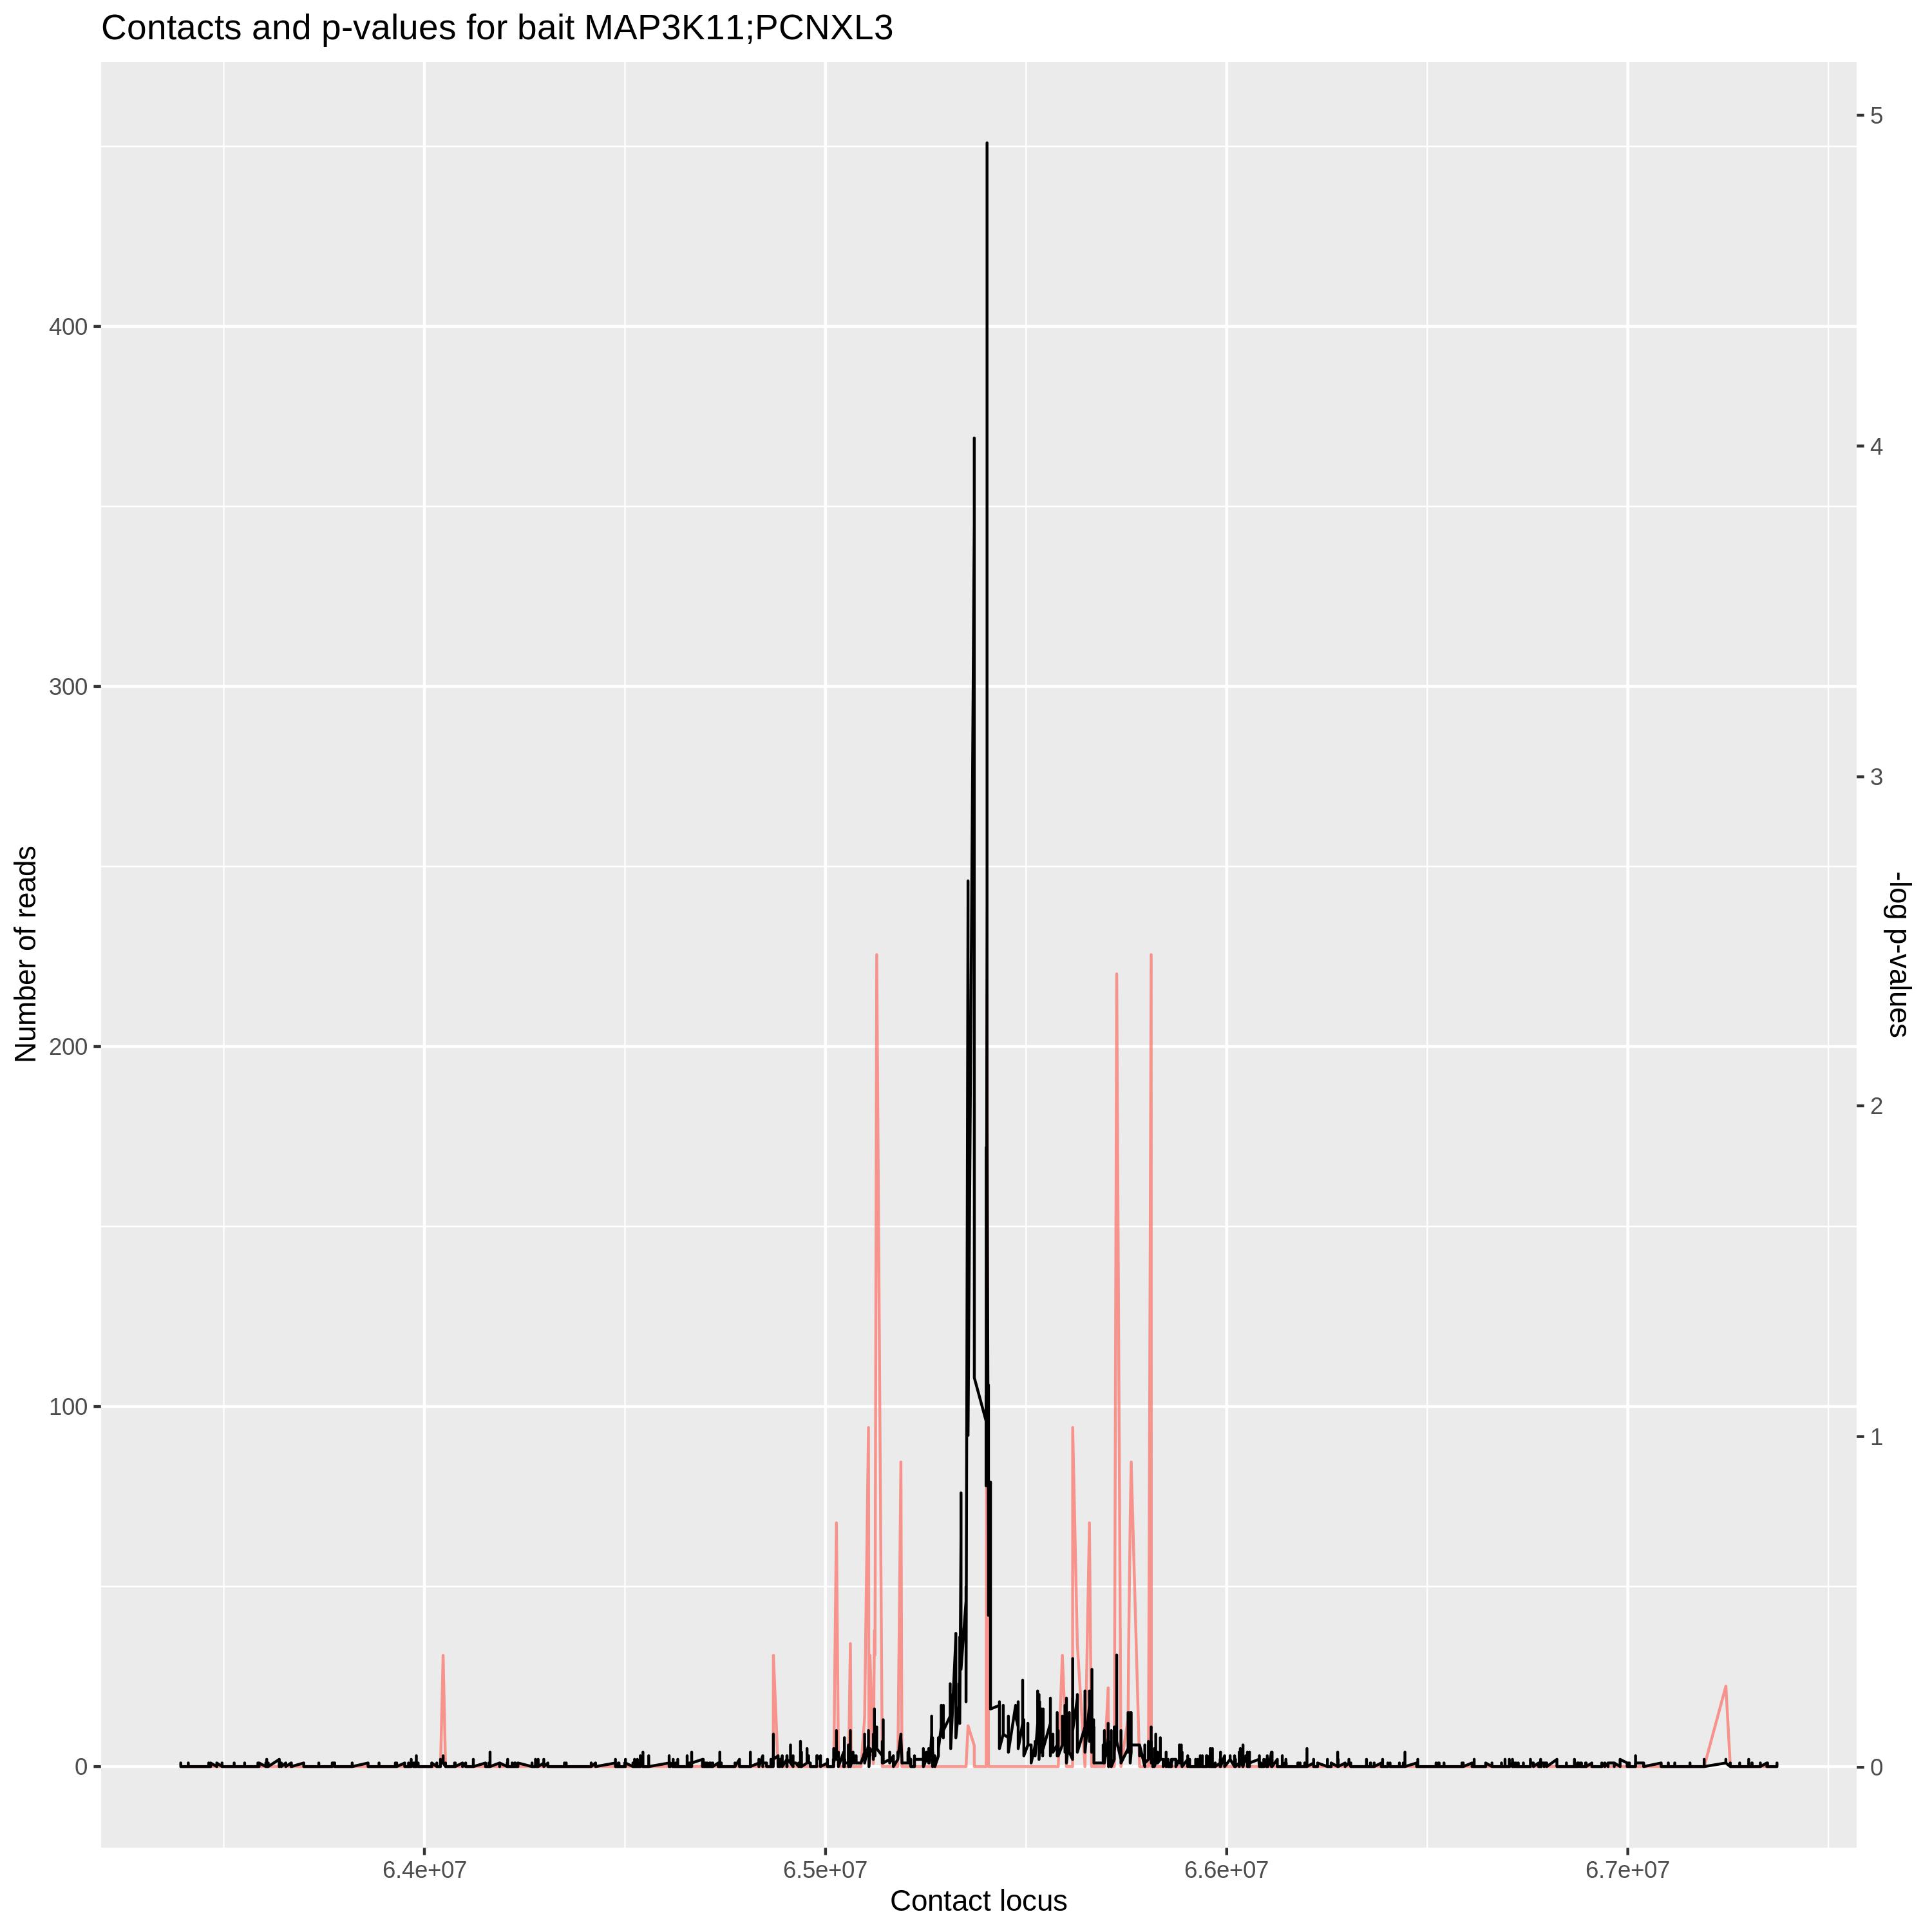 Contacts and p-values for bait MAP3K11;PCNXL3
5
400
4
300
3
Number of reads
-log p-values
200
2
100
1
0
0
6.4e+07
6.5e+07
6.6e+07
6.7e+07
Contact locus